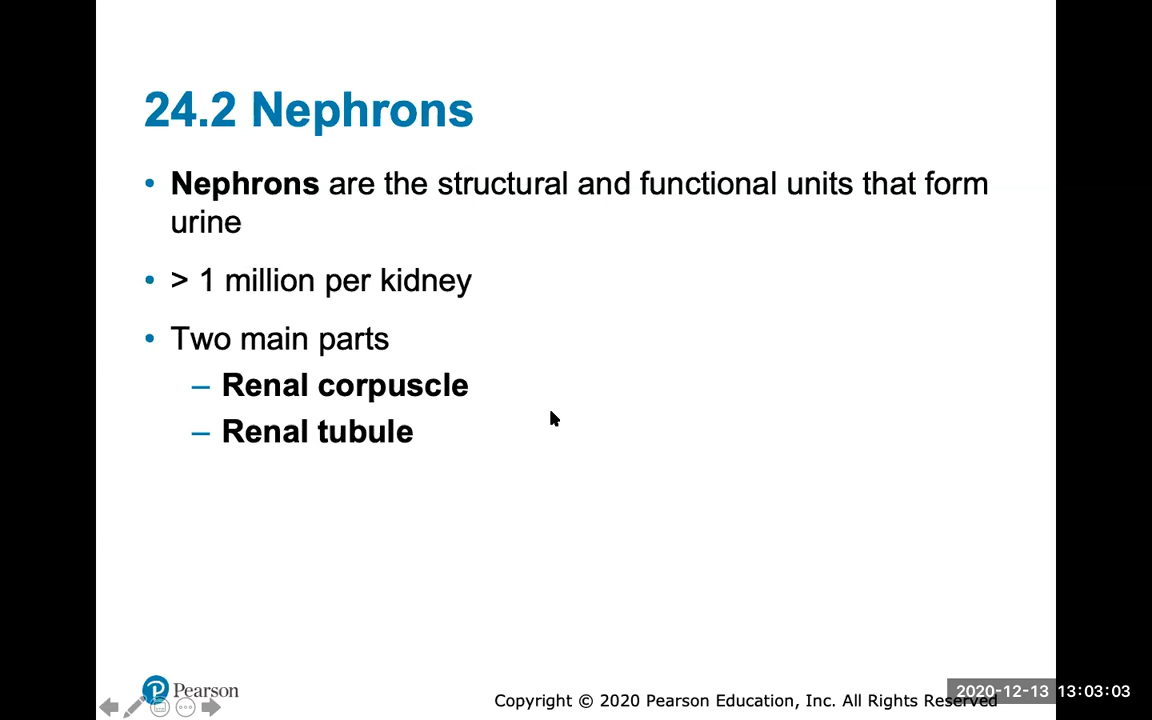 24.2 Nephrons
• Nephrons are the structural and functional units that form
urine
• > 1 million per kidney
• Two main parts
– Renal corpuscle
– Renal tubule
P Pearson
Copyright © 2020 Pearson Education, Inc. All Rights Reserved
2020-12-13 13:03:03